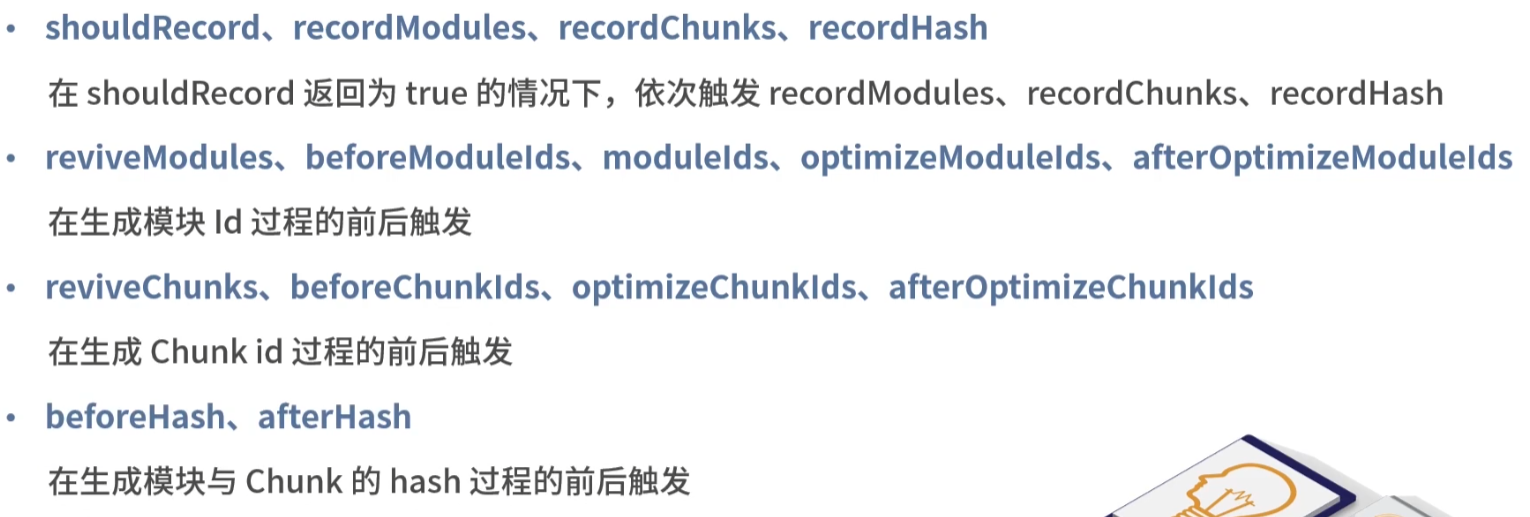 • shouldRecord、recordModules、recordChunks、recordHash
在 shouldRecord 返回为 true 的情况下，依次触发 recordModules、recordChunks、recordHash
• reviveModules、beforeModuleIds、moduleIds、optimizeModuleIds、afterOptimizeModuleIds
在生成模块 Id 过程的前后触发
• reviveChunks、beforeChunkIds、optimizeChunkIds、afterOptimizeChunkIds
在生成 Chunk id 过程的前后触发
• beforeHash、afterHash
在生成模块与 Chunk 的 hash 过程的前后触发